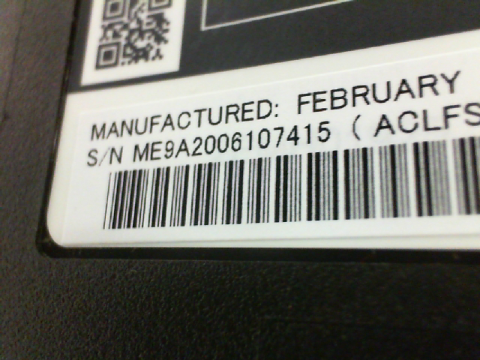 MANUFACTURED: FEBRUARY
S/N ME9A2006107415 ( ACLFS